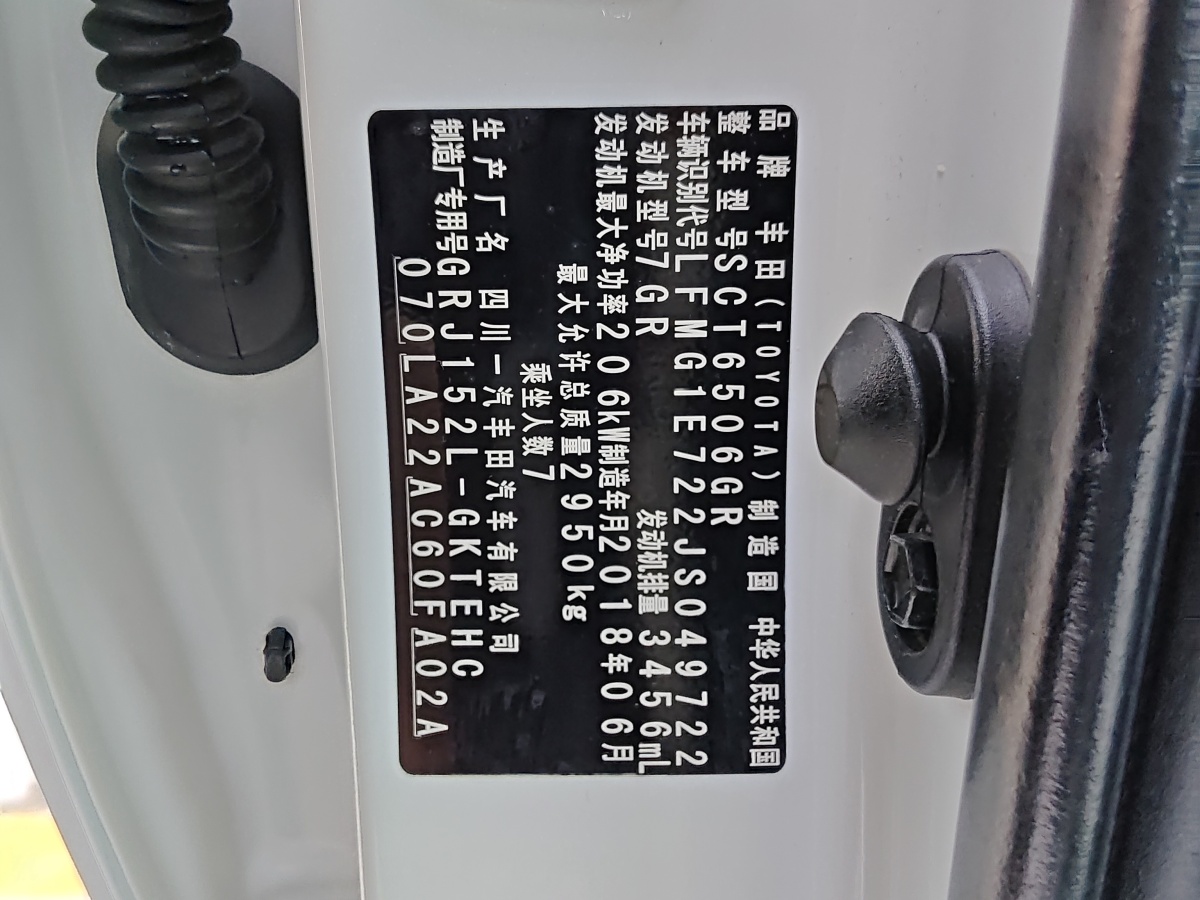 品牌 丰田(TOYOTA) 制造国 中华人民共和国
整车型号SCT6506GR
车辆识别代号LFMG1E722JS049722
发动机型号7GR 发动机排量3456mL
发动机最大净功率206kW制造年月2018年06月
最大允许总质量2950kg
乘坐人数7
生产厂名 四川一汽丰田汽车有限公司
制造厂专用号GRJ152L-GKTEHC
070LA22AC60FA02A